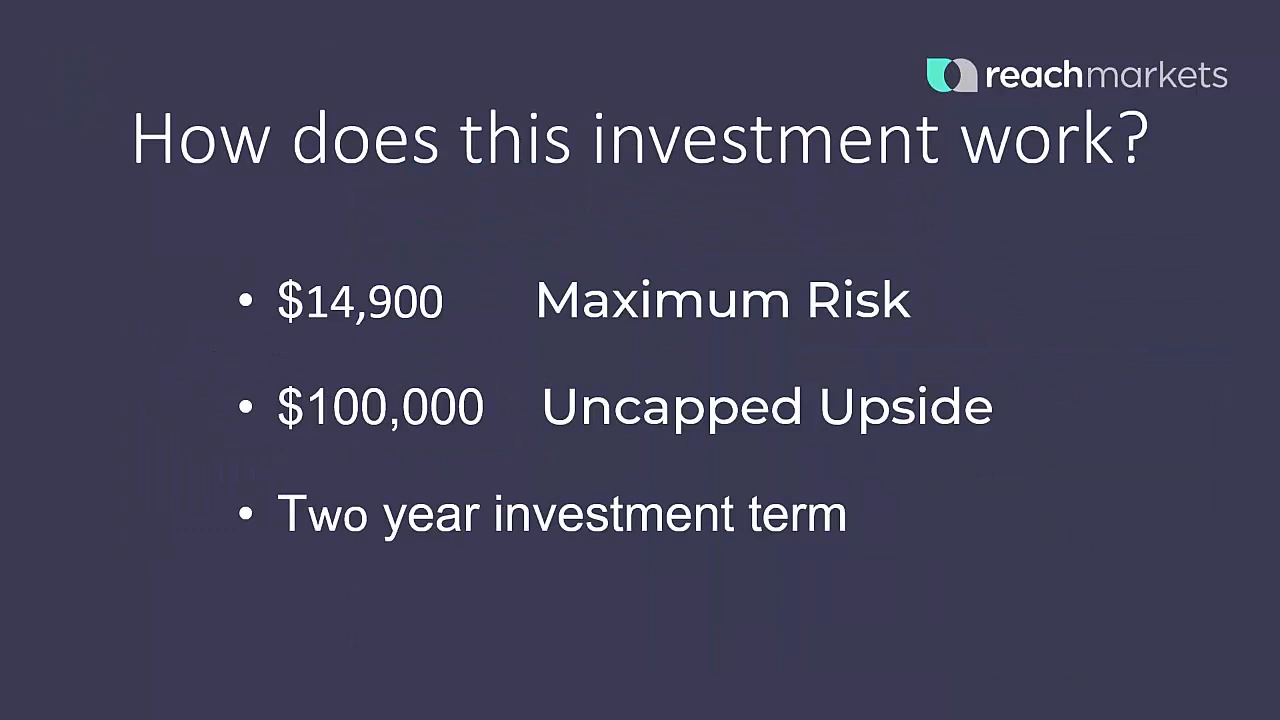 reachmarkets
How does this investment work?
• $14,900 Maximum Risk
• $100,000 Uncapped Upside
• Two year investment term